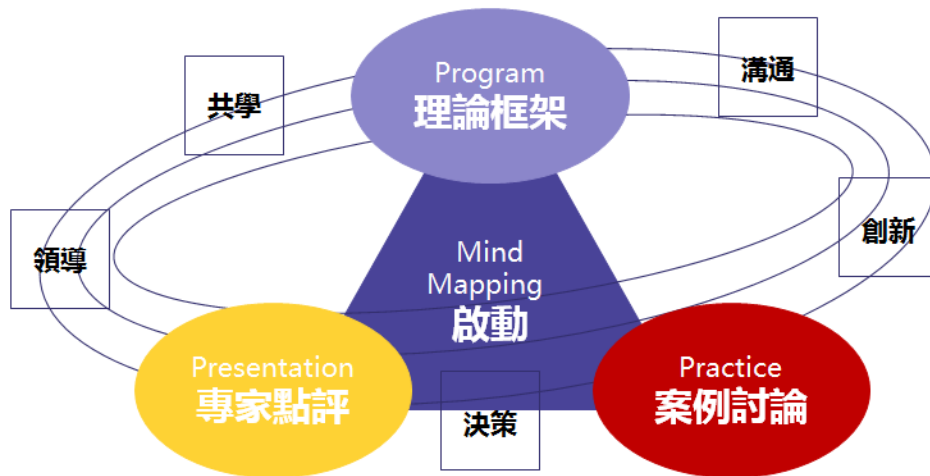 Program
理論框架
溝通
共學
創新
領導
Mind
Mapping
啟動
Presentation
專家點評
Practice
案例討論
決策